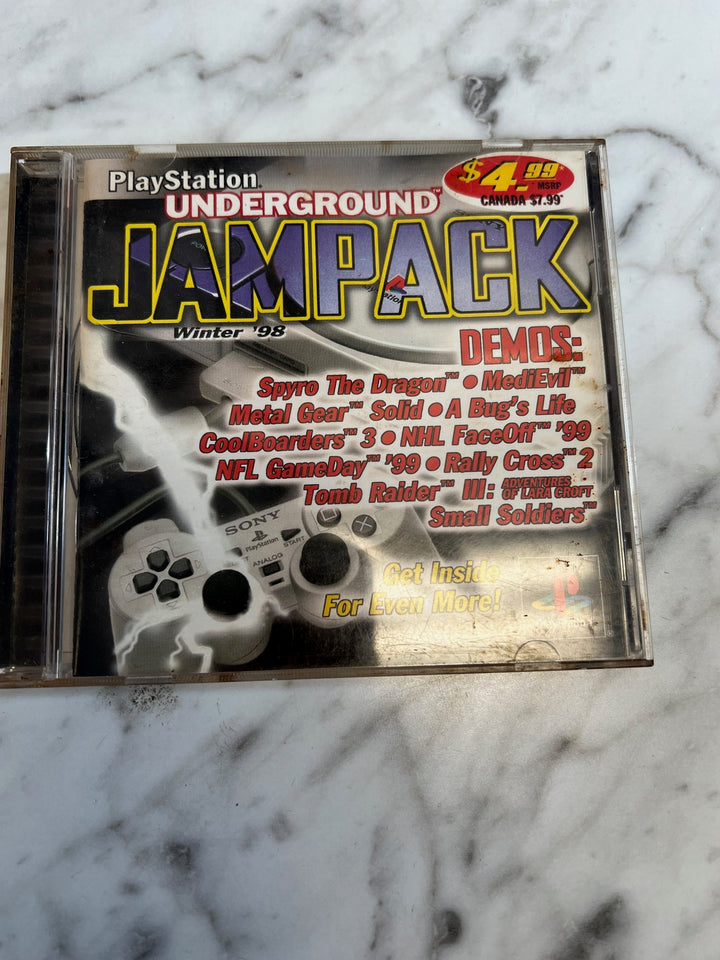 PlayStation®
UNDERGROUND™
JAMPACK
Winter '98
$4.99 MSRP
CANADA $7.99*
DEMOS:
Spyro The Dragon™ • MediEvil™
Metal Gear™ Solid • A Bug's Life
CoolBoarders™ 3 • NHL FaceOff™ '99
NFL GameDay™ '99 • Rally Cross™ 2
Tomb Raider™ III: ADVENTURES OF LARA CROFT
Small Soldiers™
SONY
PlayStation
START
ANALOG
Get Inside
For Even More!